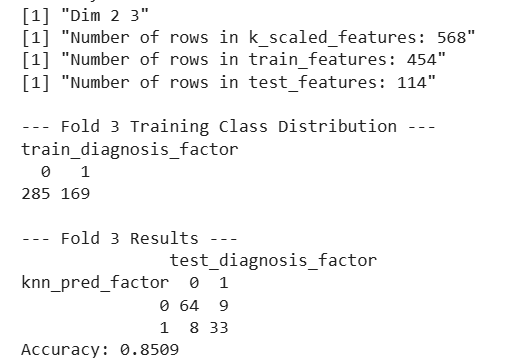 [1] "Dim 2 3"
[1] "Number of rows in k_scaled_features: 568"
[1] "Number of rows in train_features: 454"
[1] "Number of rows in test_features: 114"
--- Fold 3 Training Class Distribution ---
train_diagnosis_factor
0 1
285 169
--- Fold 3 Results ---
test_diagnosis_factor
knn_pred_factor 0 1
0 64 9
1 8 33
Accuracy: 0.8509